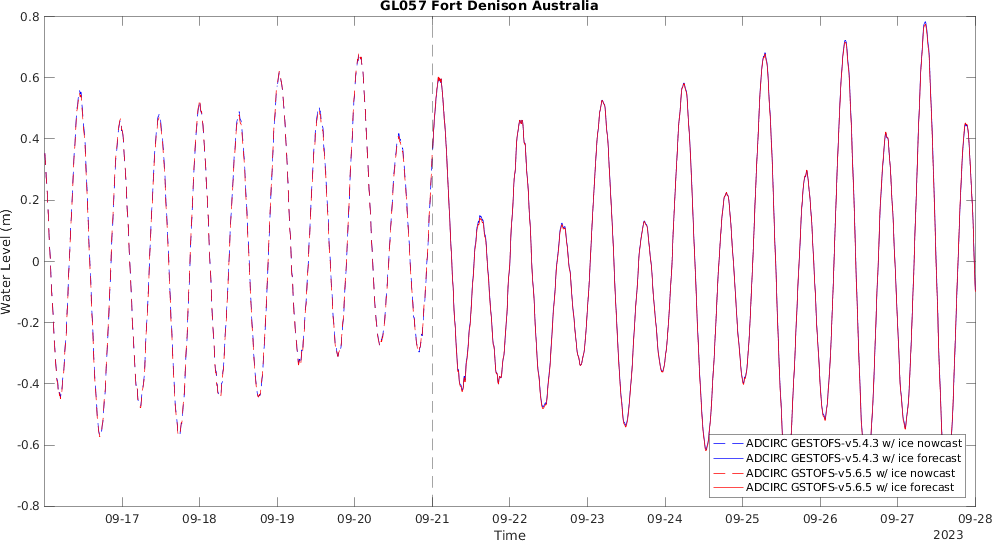 GL057 Fort Denison Australia
0.8
0.6
0.4
0.2
0
-0.2
-0.4
-0.6
-0.8
Water Level (m)
ADCIRC GESTOFS-v5.4.3 w/ ice nowcast
ADCIRC GESTOFS-v5.4.3 w/ ice forecast
ADCIRC GSTOFS-v5.6.5 w/ ice nowcast
ADCIRC GSTOFS-v5.6.5 w/ ice forecast
09-17 09-18 09-19 09-20 09-21 09-22 09-23 09-24 09-25 09-26 09-27 09-28
Time
2023